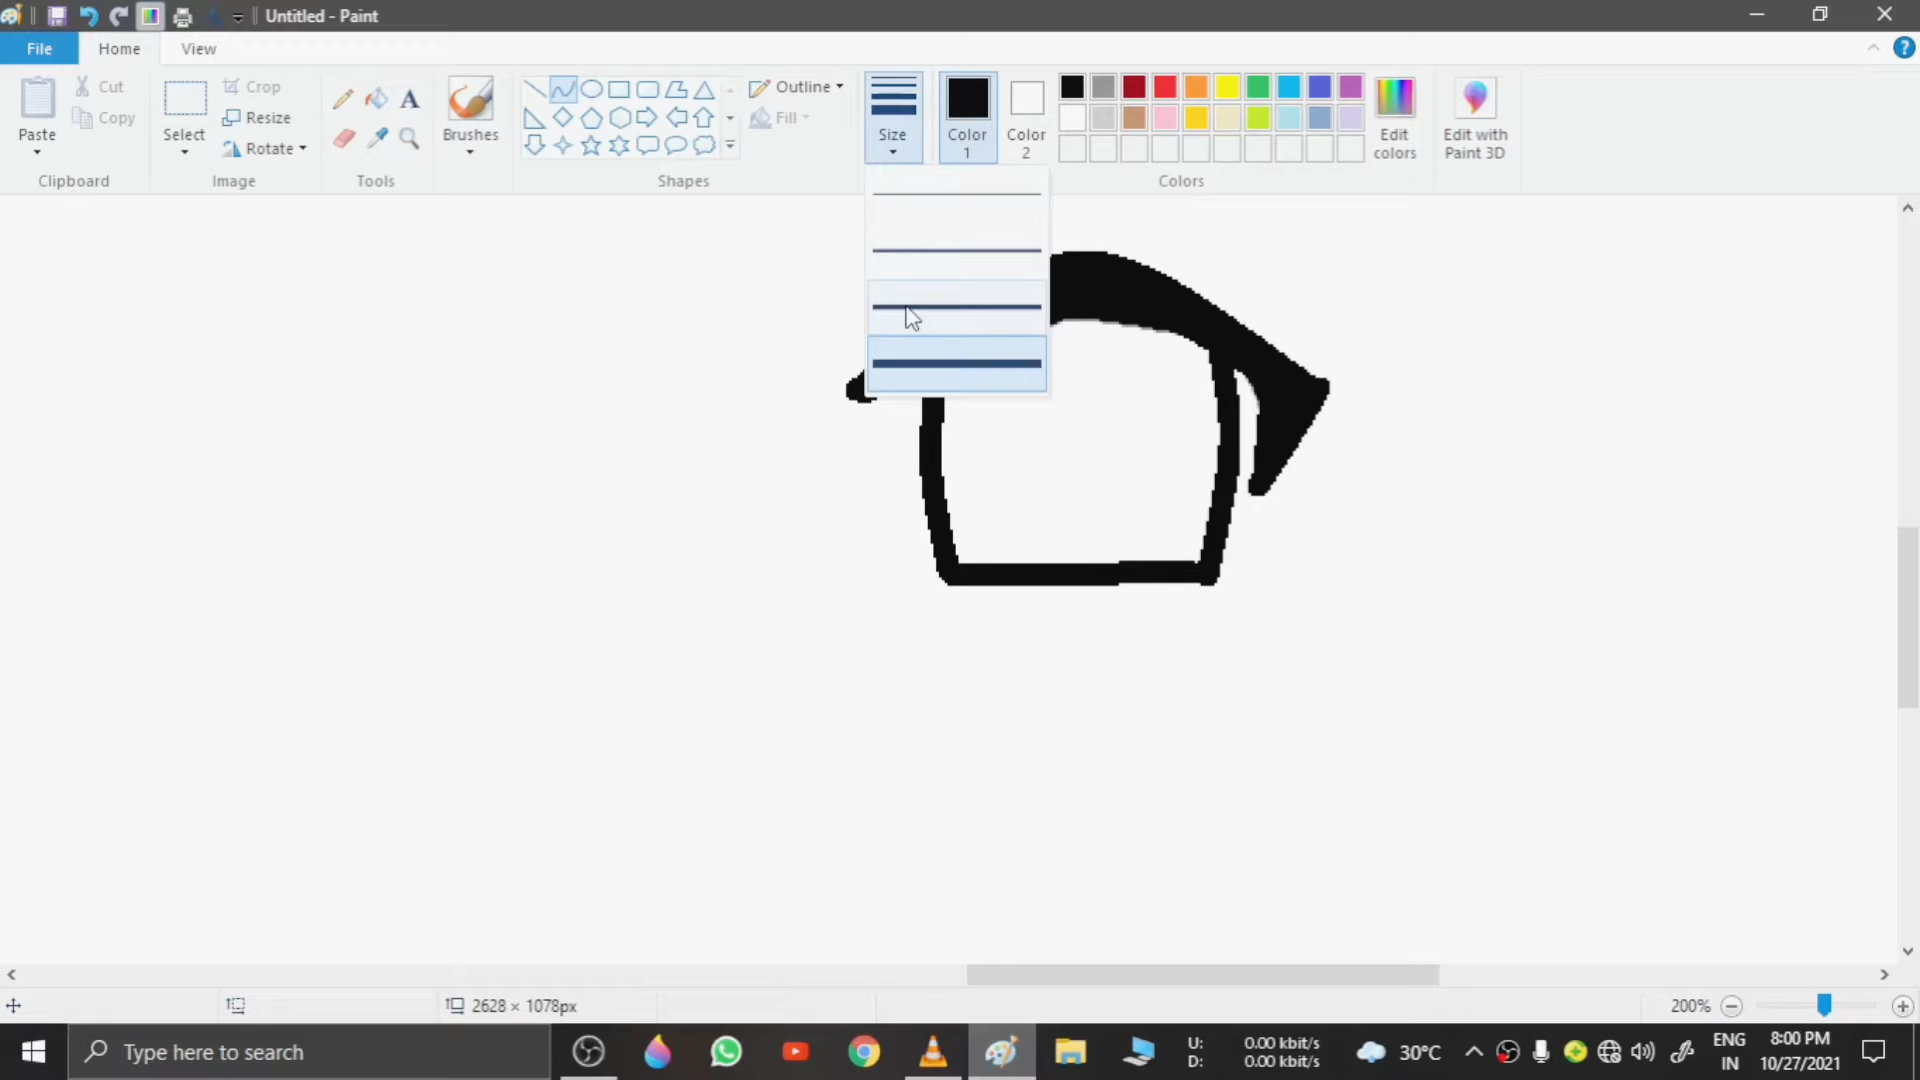 Untitled - Paint
File
Home
View
Paste
Cut
Copy
Clipboard
Select
Crop
Resize
Rotate
Image
Tools
Brushes
Shapes
Outline
Fill
Size
Color
1
Color
2
Colors
Edit
colors
Edit with
Paint 3D
2628 × 1078px
200%
Type here to search
U:
D:
0.00 kbit/s
0.00 kbit/s
30°C
ENG
IN
8:00 PM
10/27/2021